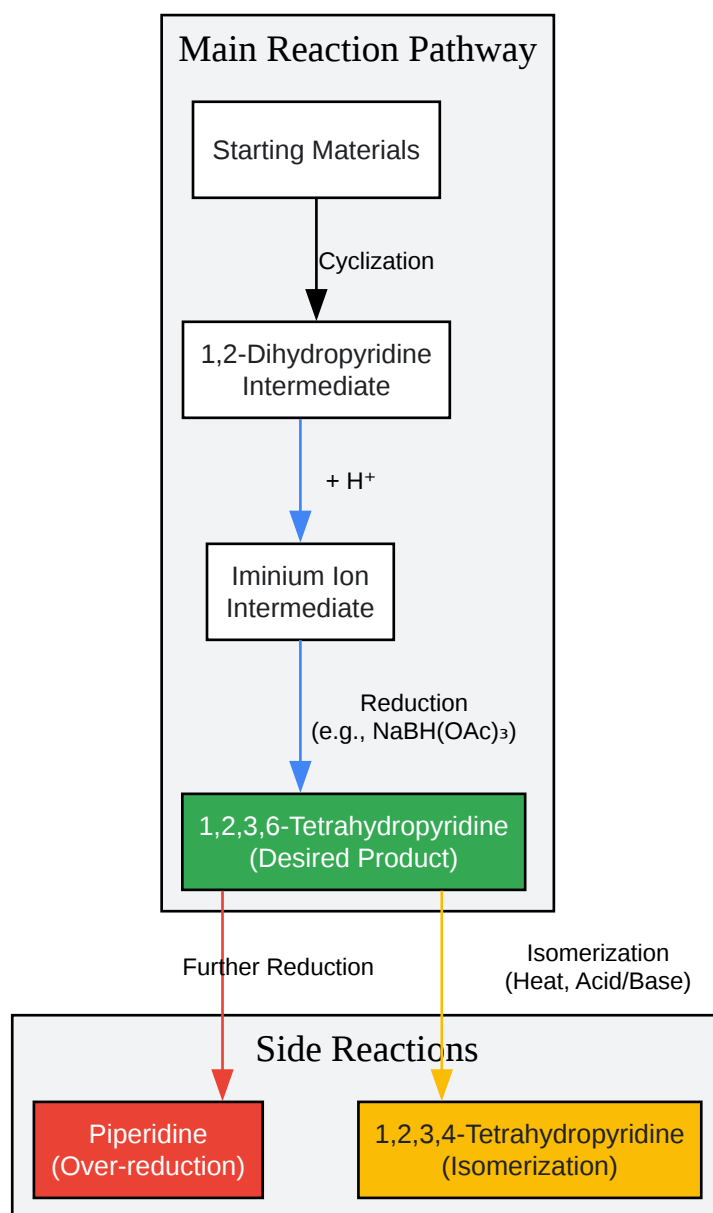 Main Reaction Pathway
Starting Materials
Cyclization
1,2-Dihydropyridine
Intermediate
+ H⁺
Iminium Ion
Intermediate
Reduction
(e.g., NaBH(OAc)₃)
1,2,3,6-Tetrahydropyridine
(Desired Product)
Further Reduction
Isomerization
(Heat, Acid/Base)
Side Reactions
Piperidine
(Over-reduction)
1,2,3,4-Tetrahydropyridine
(Isomerization)